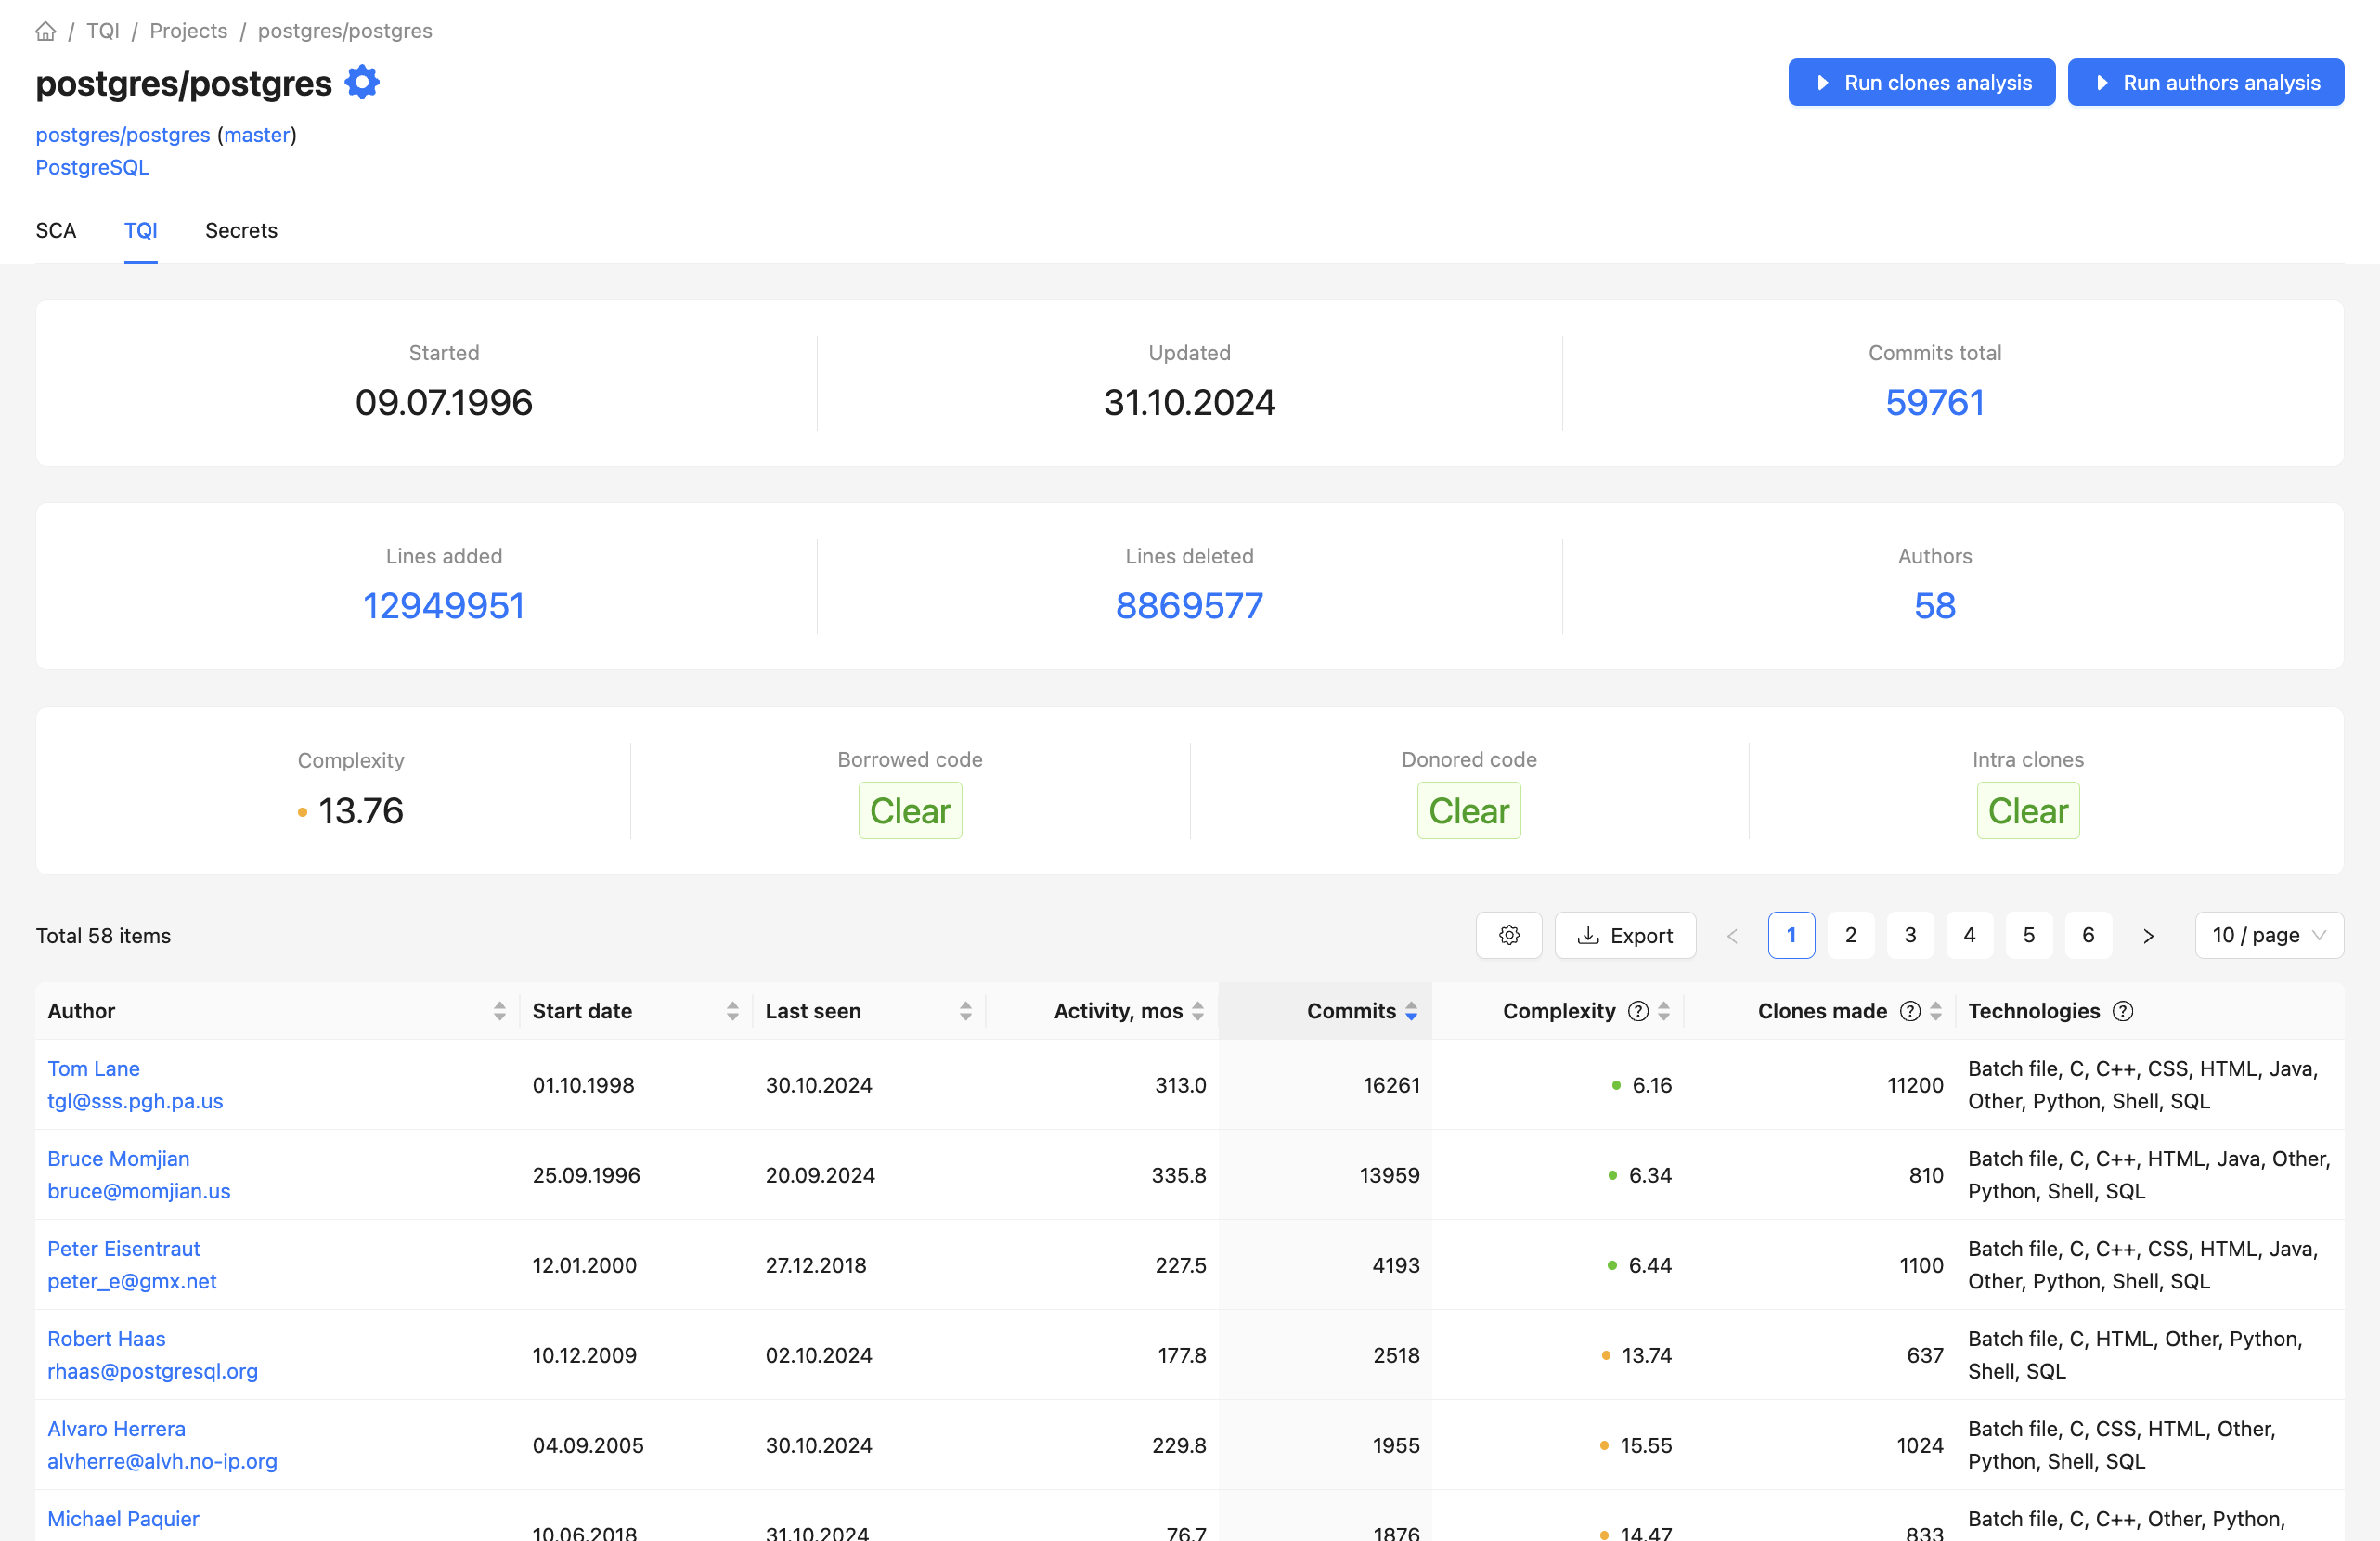 / TQI / Projects / postgres/postgres
postgres/postgres
Run clones analysis
Run authors analysis
postgres/postgres (master)
PostgreSQL
SCA TQI Secrets
Started Updated Commits total
09.07.1996 31.10.2024 59761
Lines added Lines deleted Authors
12949951 8869577 58
Complexity Borrowed code Donored code Intra clones
13.76 Clear Clear Clear
Total 58 items Export < 1 2 3 4 5 6 > 10 / page
Author Start date Last seen Activity, mos Commits Complexity ? Clones made ? Technologies ?
Tom Lane
tgl@sss.pgh.pa.us
01.10.1998 30.10.2024 313.0 16261 6.16 11200
Batch file, C, C++, CSS, HTML, Java,
Other, Python, Shell, SQL
Bruce Momjian
bruce@momjian.us
25.09.1996 20.09.2024 335.8 13959 6.34 810
Batch file, C, C++, HTML, Java, Other,
Python, Shell, SQL
Peter Eisentraut
peter_e@gmx.net
12.01.2000 27.12.2018 227.5 4193 6.44 1100
Batch file, C, C++, CSS, HTML, Java,
Other, Python, Shell, SQL
Robert Haas
rhaas@postgresql.org
10.12.2009 02.10.2024 177.8 2518 13.74 637
Batch file, C, HTML, Other, Python,
Shell, SQL
Alvaro Herrera
alvherre@alvh.no-ip.org
04.09.2005 30.10.2024 229.8 1955 15.55 1024
Batch file, C, CSS, HTML, Other,
Python, Shell, SQL
Michael Paquier
10.06.2018 31.10.2024 76.7 1876 14.47 833
Batch file, C, C++, Other, Python,